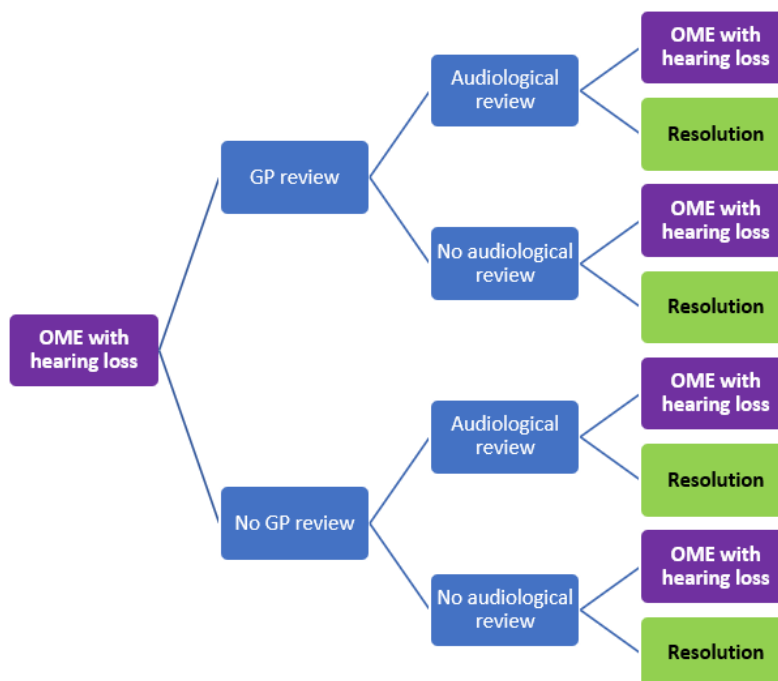 OME with
hearing loss
GP review
No GP review
Audiological
review
No audiological
review
Audiological
review
No audiological
review
OME with
hearing loss
Resolution
OME with
hearing loss
Resolution
OME with
hearing loss
Resolution
OME with
hearing loss
Resolution